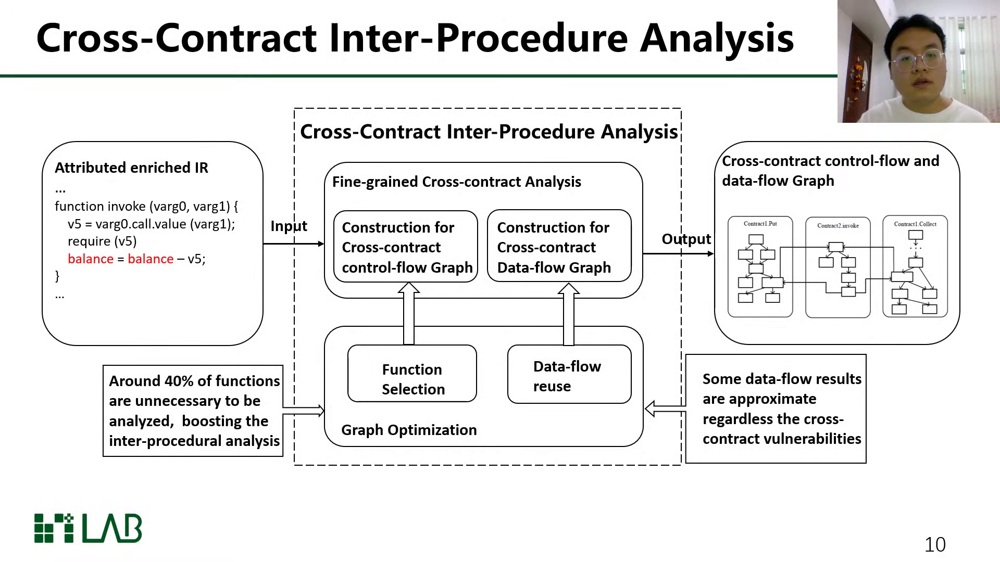 Cross-Contract Inter-Procedure Analysis
Cross-Contract Inter-Procedure Analysis
Attributed enriched IR
...
function invoke (varg0, varg1) {
v5 = varg0.call.value (varg1);
require (v5)
balance = balance – v5;
}
...
Input
Fine-grained Cross-contract Analysis
Construction for
Cross-contract
control-flow Graph
Construction for
Cross-contract
Data-flow Graph
Output
Cross-contract control-flow and
data-flow Graph
Contract1.Put
Contract2.invoke
Contract1.Collect
...
Function
Selection
Data-flow
reuse
Graph Optimization
Around 40% of functions
are unnecessary to be
analyzed,  boosting the
inter-procedural analysis
Some data-flow results
are approximate
regardless the cross-
contract vulnerabilities
LAB
10